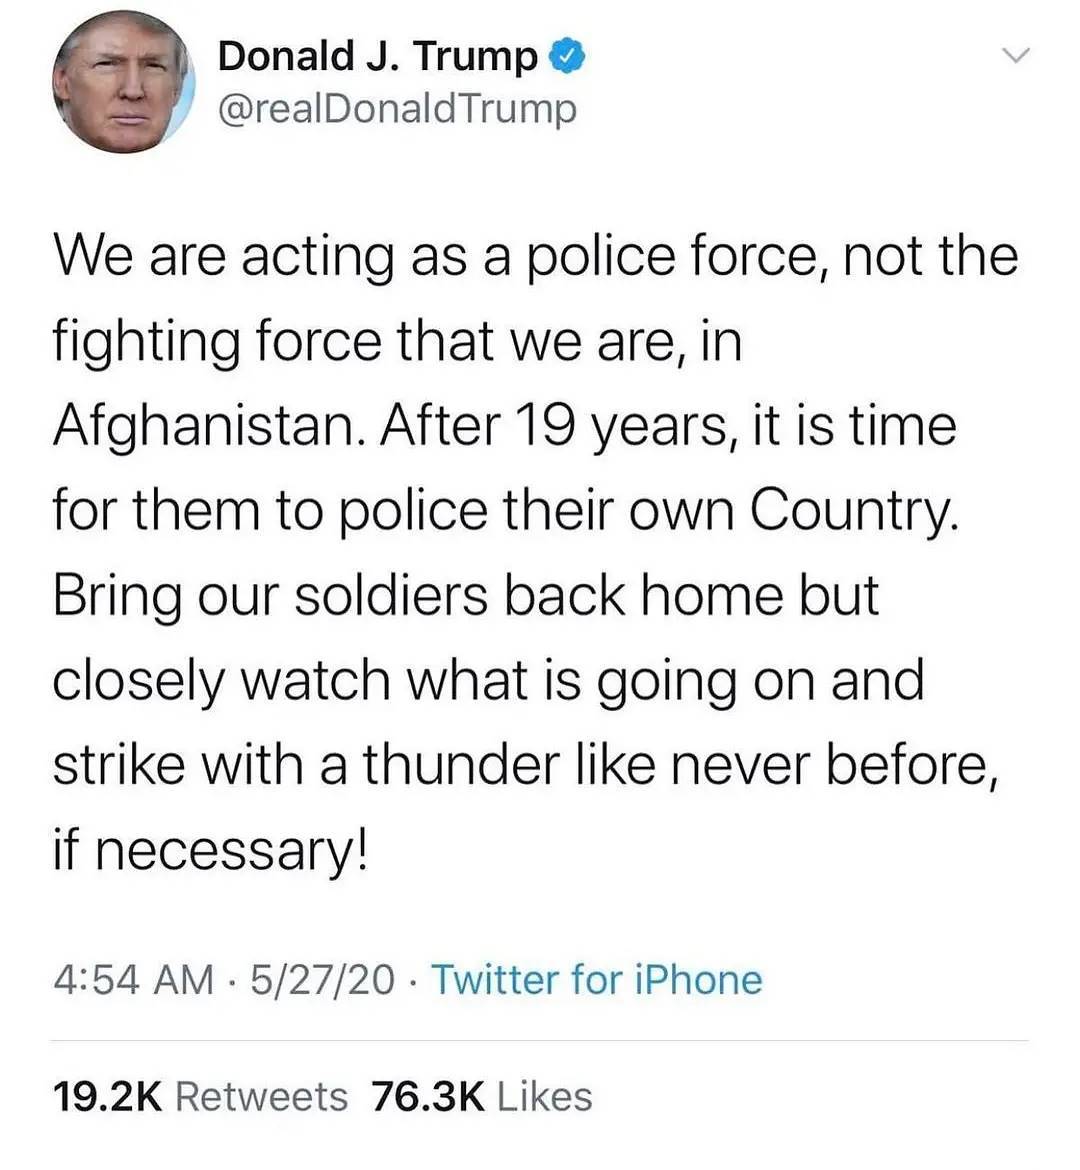 Donald J. Trump
@realDonaldTrump
We are acting as a police force, not the
fighting force that we are, in
Afghanistan. After 19 years, it is time
for them to police their own Country.
Bring our soldiers back home but
closely watch what is going on and
strike with a thunder like never before,
if necessary!
4:54 AM · 5/27/20 · Twitter for iPhone
19.2K Retweets 76.3K Likes